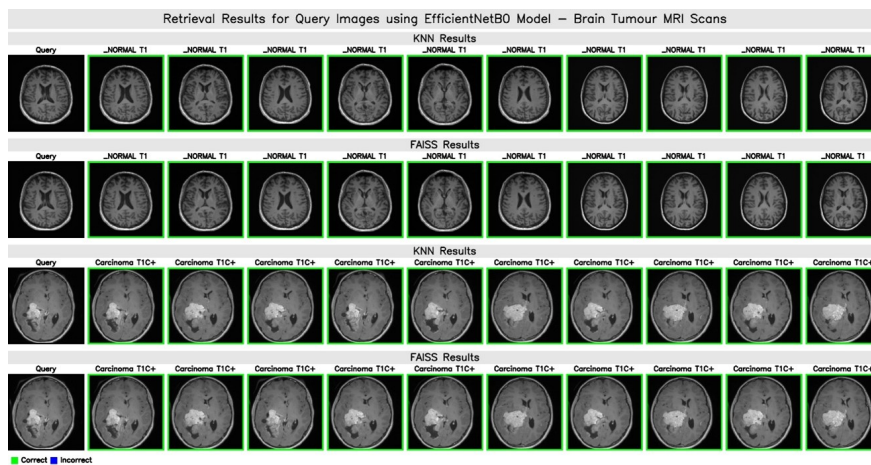 Retrieval Results for Query Images using EfficientNetB0 Model – Brain Tumour MRI Scans
KNN Results
Query _NORMAL T1 _NORMAL T1 _NORMAL T1 _NORMAL T1 _NORMAL T1 _NORMAL T1 _NORMAL T1 _NORMAL T1 _NORMAL T1 _NORMAL T1
FAISS Results
Query _NORMAL T1 _NORMAL T1 _NORMAL T1 _NORMAL T1 _NORMAL T1 _NORMAL T1 _NORMAL T1 _NORMAL T1 _NORMAL T1 _NORMAL T1
KNN Results
Query Carcinoma T1C+ Carcinoma T1C+ Carcinoma T1C+ Carcinoma T1C+ Carcinoma T1C+ Carcinoma T1C+ Carcinoma T1C+ Carcinoma T1C+ Carcinoma T1C+ Carcinoma T1C+
FAISS Results
Query Carcinoma T1C+ Carcinoma T1C+ Carcinoma T1C+ Carcinoma T1C+ Carcinoma T1C+ Carcinoma T1C+ Carcinoma T1C+ Carcinoma T1C+ Carcinoma T1C+ Carcinoma T1C+
Correct Incorrect